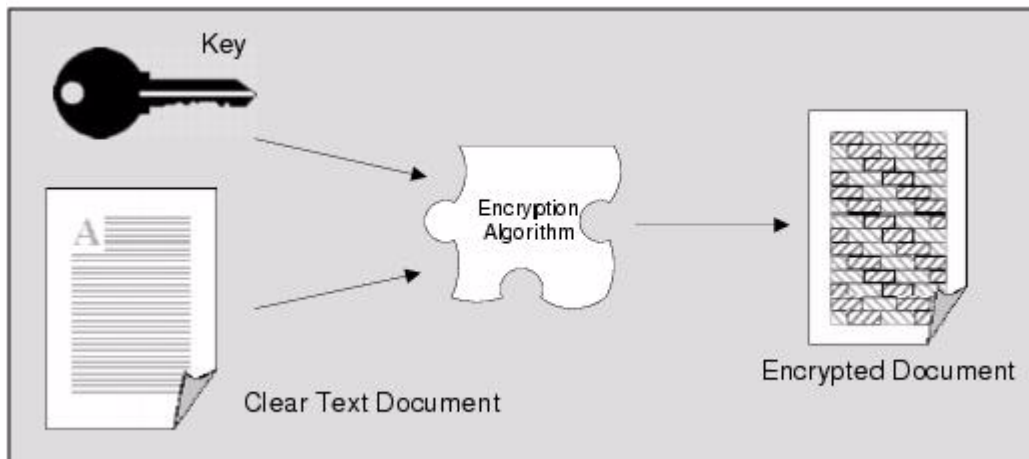 Key
A
Encryption
Algorithm
Clear Text Document
Encrypted Document